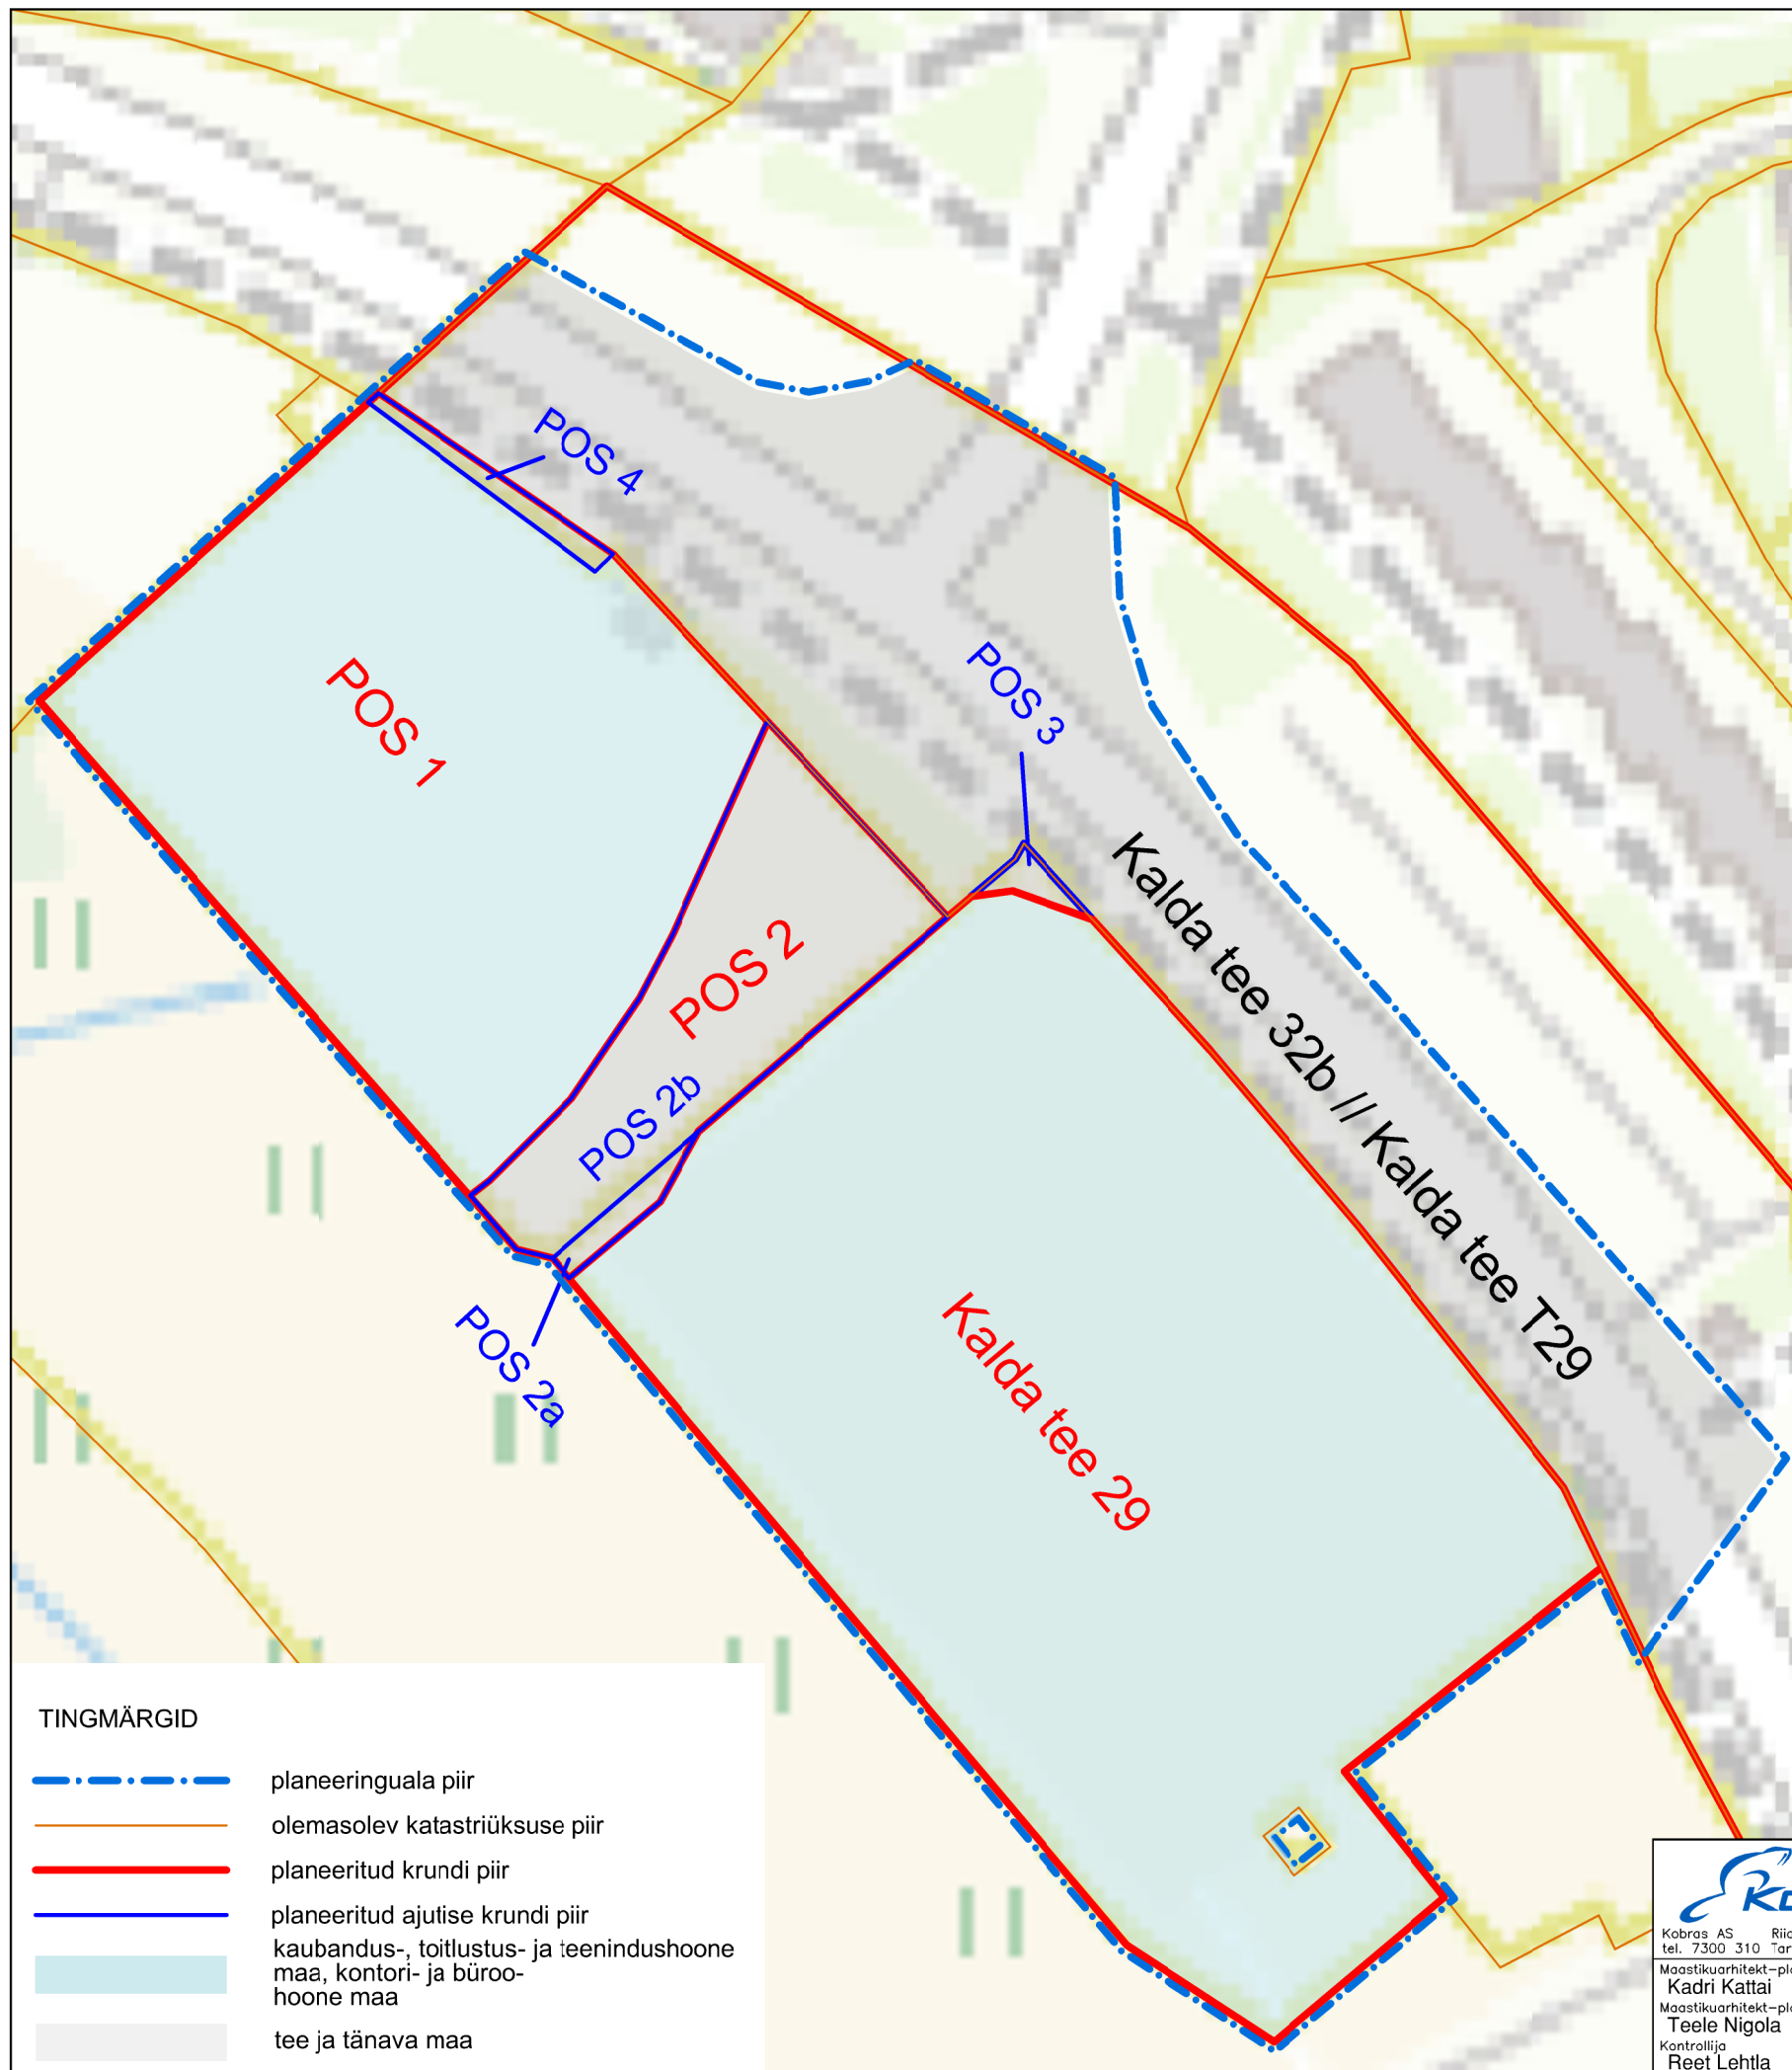 POS 4
POS 3
POS 1
POS 2
POS 2b
POS 2a
Kalda tee 32b // Kalda tee T29
Kalda tee 29
TINGMÄRGID
planeeringuala piir
olemasolev katastriüksuse piir
planeeritud krundi piir
planeeritud ajutise krundi piir
kaubandus-, toitlustus- ja teenindushoone
maa, kontori- ja büroo-
hoone maa
tee ja tänava maa
Kobras AS
tel. 7300 310
Kadri Kattai
Teele Nigola
Kontrollija
Reet Lehtla